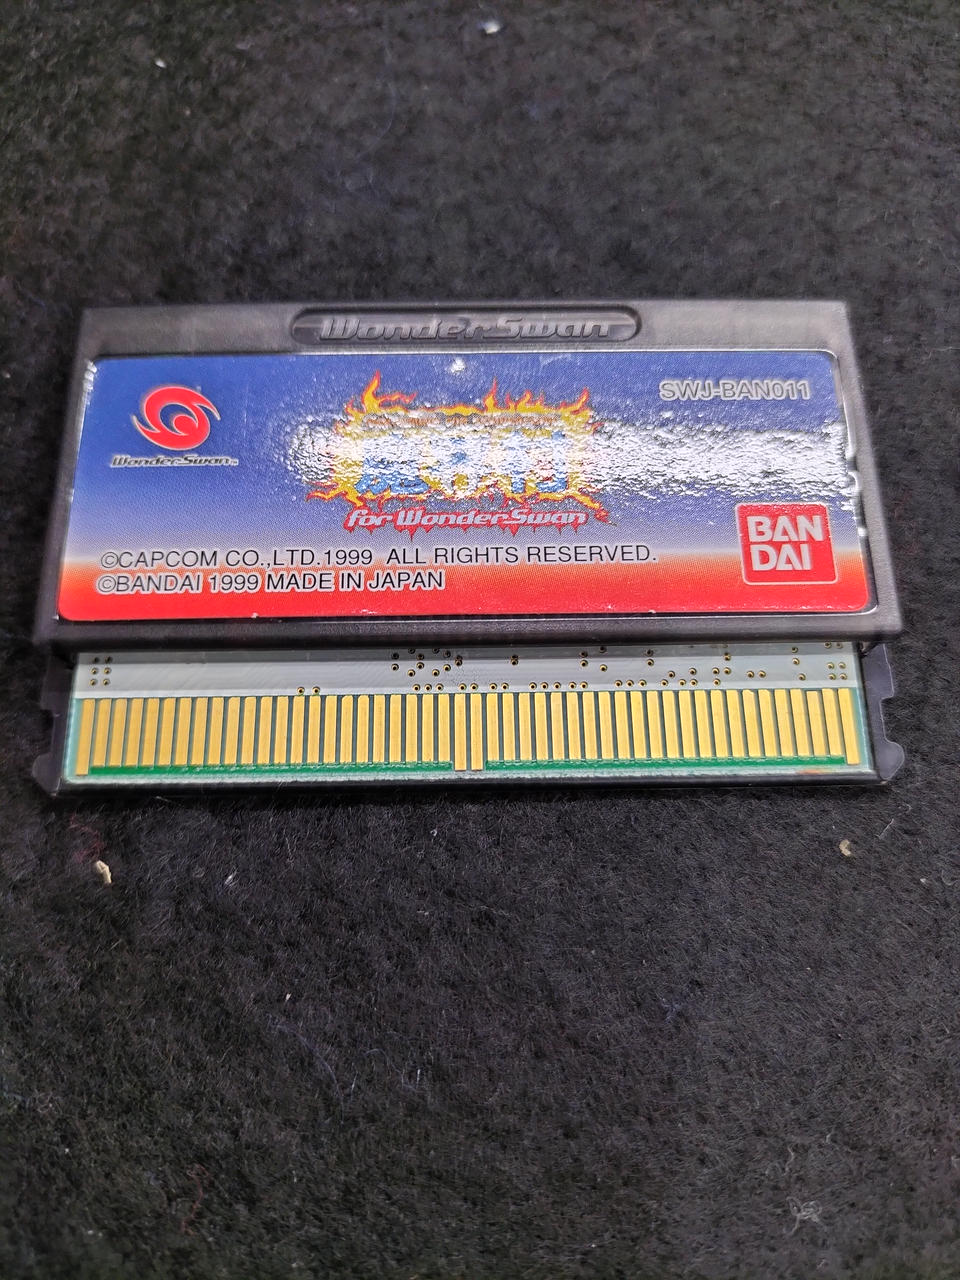 WonderSwan
SWJ-BAN011
WonderSwan™
for WonderSwan
BAN
DAI
©CAPCOM CO.,LTD.1999 ALL RIGHTS RESERVED.
©BANDAI 1999 MADE IN JAPAN